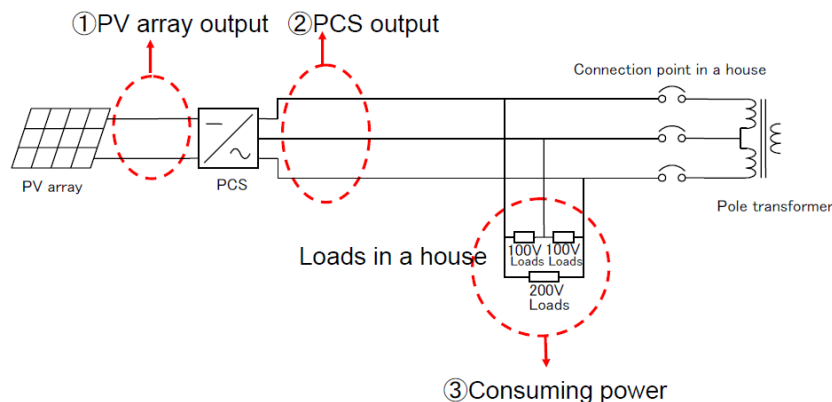 ①PV array output
②PCS output
Connection point in a house
PV array
PCS
Pole transformer
Loads in a house
100V 100V
Loads Loads
200V
Loads
③Consuming power